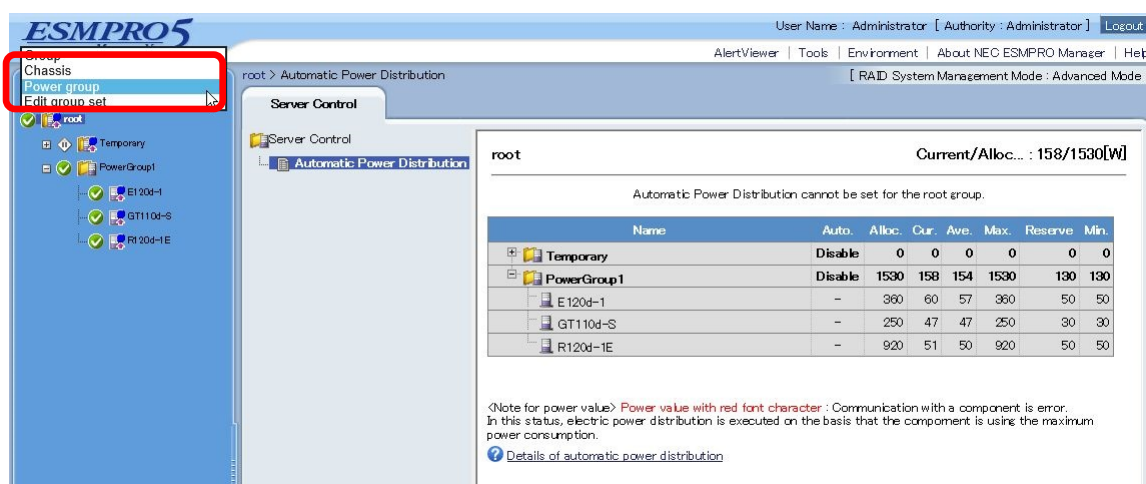 ESMPRO5
User Name : Administrator [ Authority : Administrator ] Logout
AlertViewer | Tools | Environment | About NEC ESMPRO Manager | Help
Group
Chassis
Power group
Edit group set
root > Automatic Power Distribution
[ RAID System Management Mode : Advanced Mode
Server Control
root
Temporary
PowerGroup1
E120d-1
GT110d-S
R120d-1E
Server Control
Automatic Power Distribution
root Current/Alloc... : 158/1530[W]
Automatic Power Distribution cannot be set for the root group.
Name Auto. Alloc. Cur. Ave. Max. Reserve Min.
Temporary Disable 0 0 0 0 0 0
PowerGroup1 Disable 1530 158 154 1530 130 130
E120d-1 - 360 60 57 360 50 50
GT110d-S - 250 47 47 250 30 30
R120d-1E - 920 51 50 920 50 50
<Note for power value> Power value with red font character : Communication with a component is error.
In this status, electric power distribution is executed on the basis that the component is using the maximum
power consumption.
Details of automatic power distribution